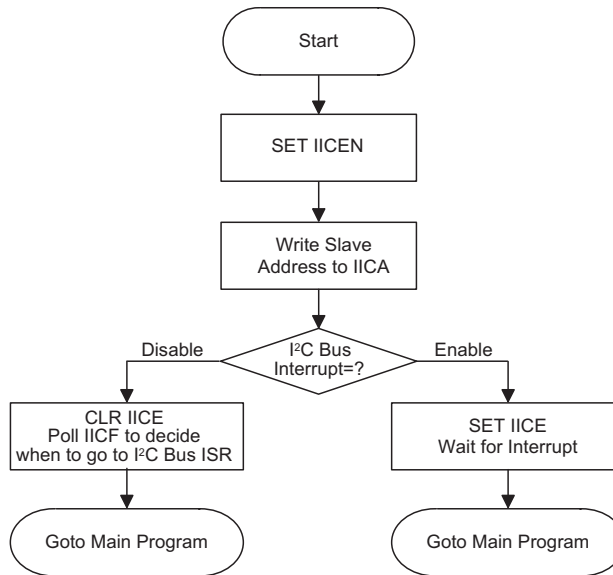 Start
SET IICEN
Write Slave
Address to IICA
I²C Bus
Interrupt=?
Disable
Enable
CLR IICE
Poll IICF to decide
when to go to I²C Bus ISR
SET IICE
Wait for Interrupt
Goto Main Program
Goto Main Program